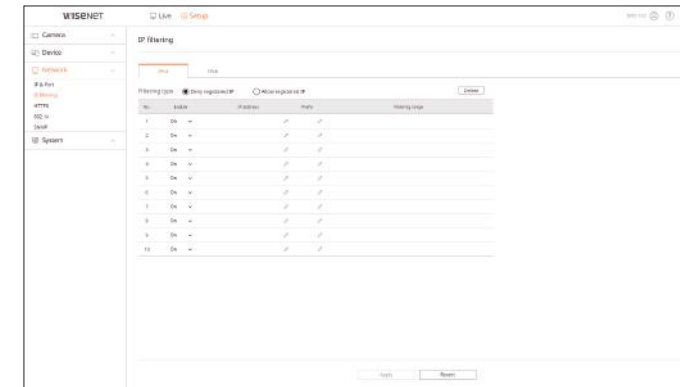 WISENET
Live Setup
Camera
Device
Network
IP & Port
IP filtering
HTTPS
802.1x
System
IP filtering
IPv4 IPv6
Filtering type Deny registered IP Allow registered IP Delete
No. Enable IP address Prefix Filtering range
1 On
2 On
3 On
4 On
5 On
6 On
7 On
8 On
9 On
10 On
Apply Revert